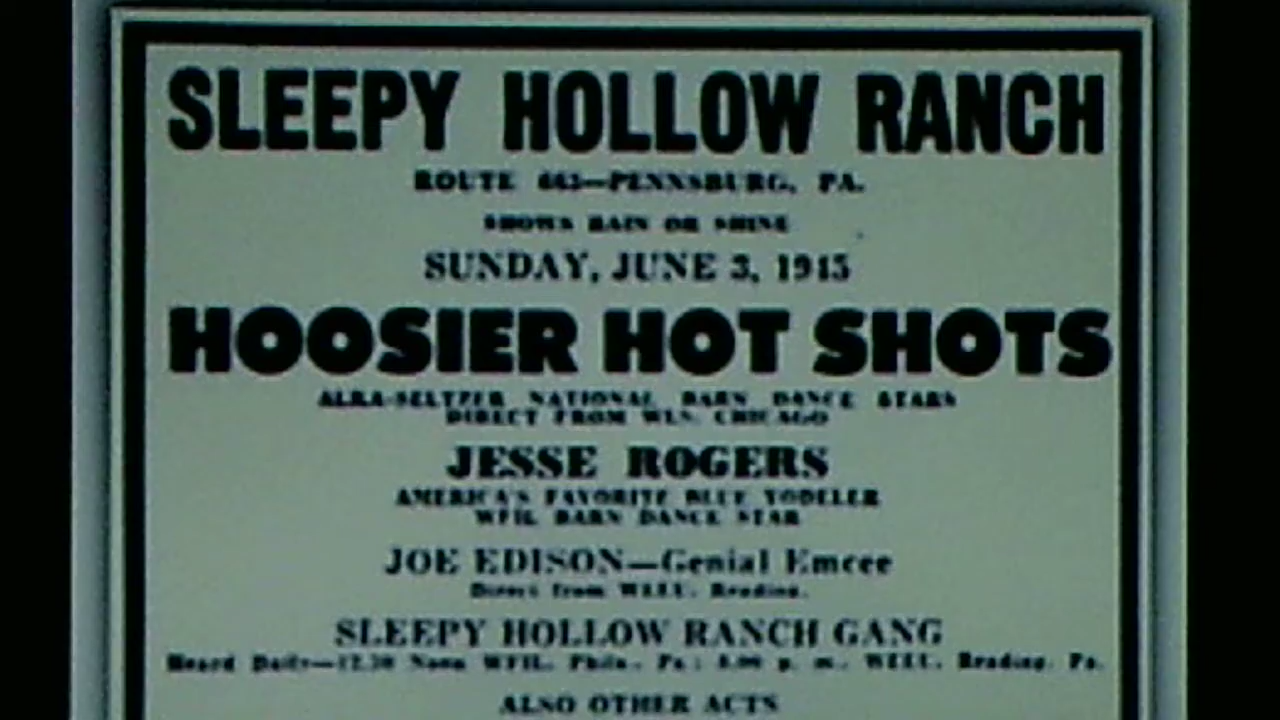 SLEEPY HOLLOW RANCH
ROUTE 663—PENNSBURG, PA.
SHOWS RAIN OR SHINE
SUNDAY, JUNE 3, 1945
HOOSIER HOT SHOTS
ALKA-SELTZER NATIONAL BARN DANCE STARS
DIRECT FROM WLS, CHICAGO
JESSE ROGERS
AMERICA'S FAVORITE BLUE YODELER
WFIL BARN DANCE STAR
JOE EDISON—Genial Emcee
Direct from WEEU, Reading.
SLEEPY HOLLOW RANCH GANG
Heard Daily—12.30 Noon WFIL, Phila., Pa.; p. m., WEEU, Reading, Pa.
ALSO OTHER ACTS